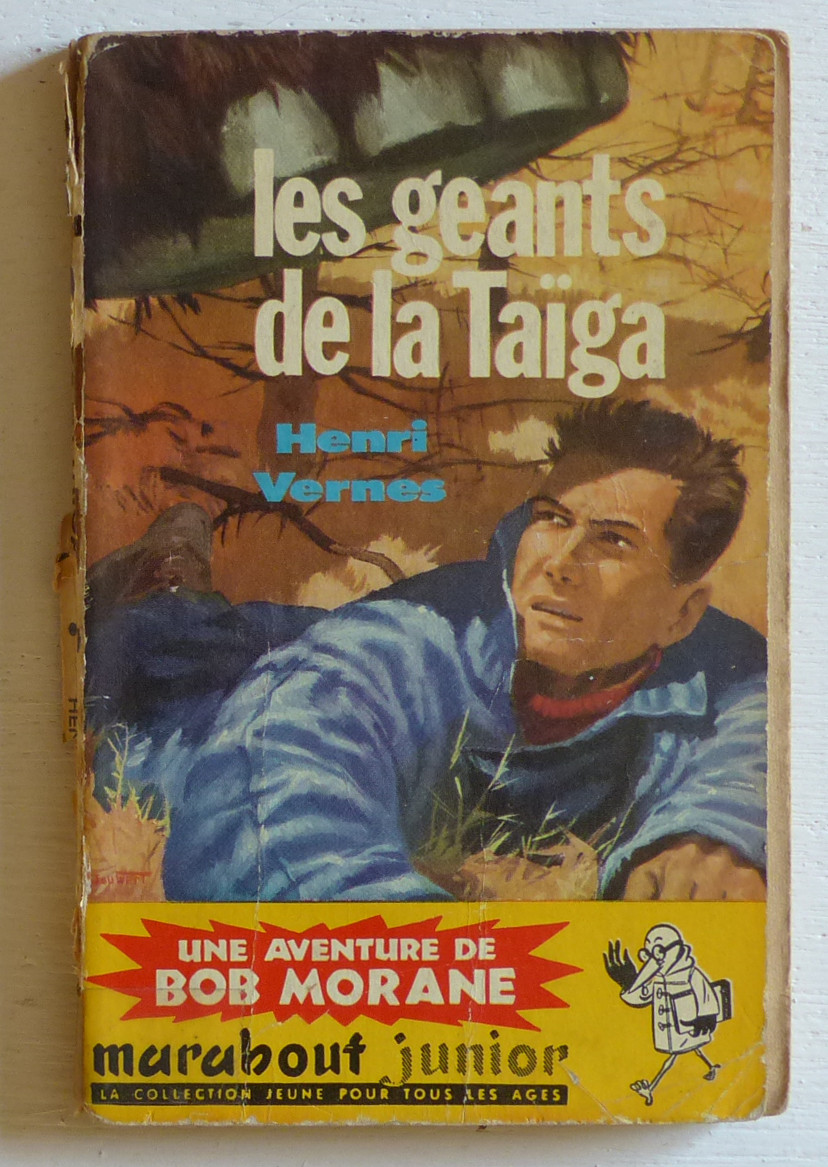 les geants
de la Taïga
Henri
Vernes
UNE AVENTURE DE
BOB MORANE
marabout junior
LA COLLECTION JEUNE POUR TOUS LES AGES